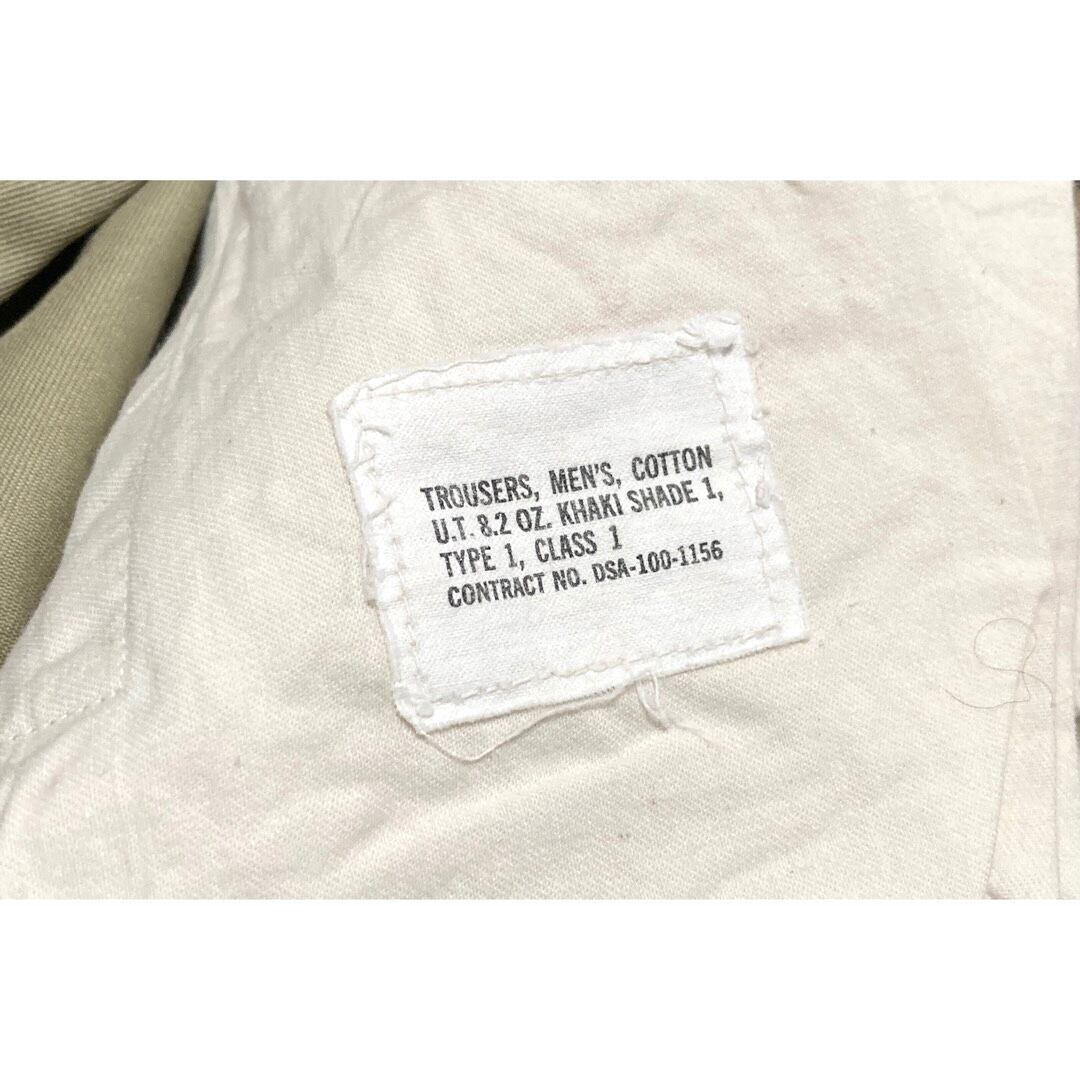 TROUSERS, MEN'S, COTTON
U.T. 8.2 OZ. KHAKI SHADE 1,
TYPE 1, CLASS 1
CONTRACT NO. DSA-100-1156